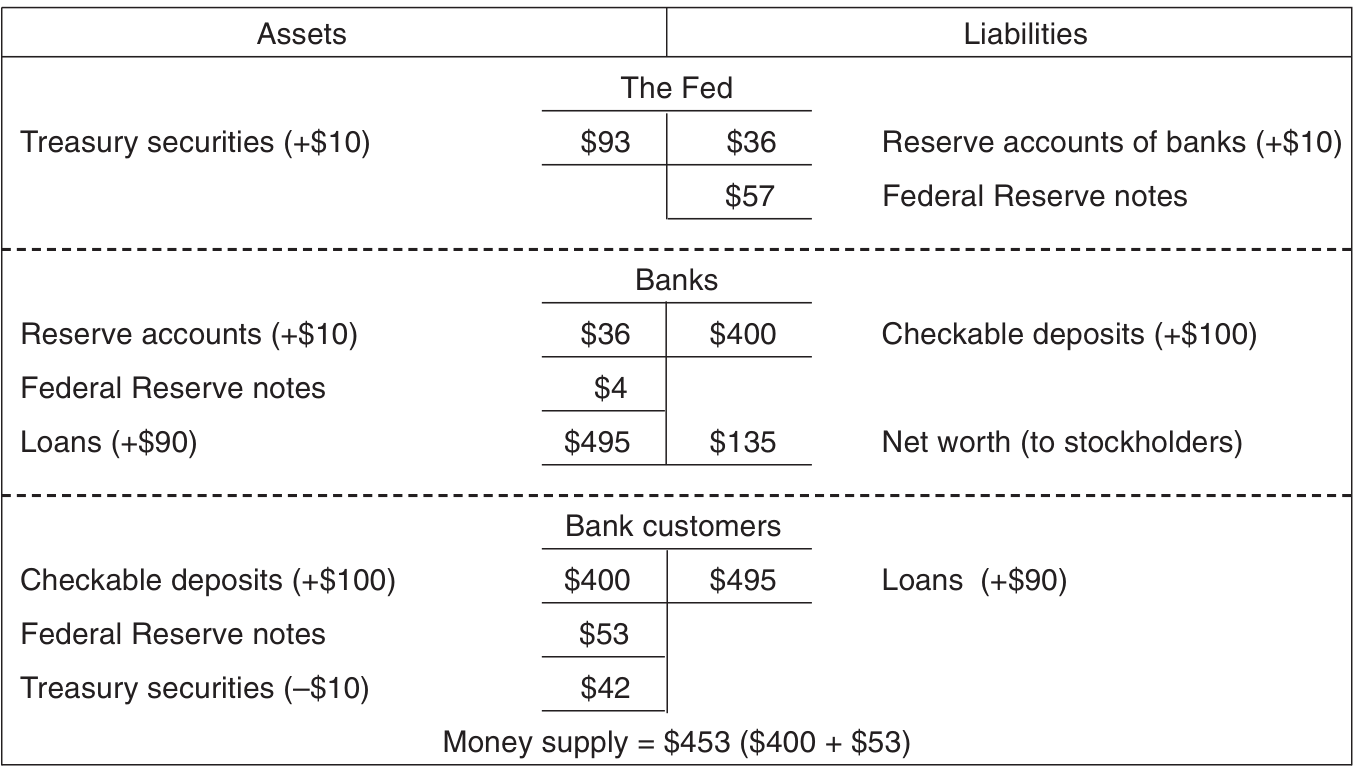 Assets Liabilities
The Fed
Treasury securities (+$10) $93 $36 Reserve accounts of banks (+$10)
$57 Federal Reserve notes
Banks
Reserve accounts (+$10) $36 $400 Checkable deposits (+$100)
Federal Reserve notes $4
Loans (+$90) $495 $135 Net worth (to stockholders)
Bank customers
Checkable deposits (+$100) $400 $495 Loans (+$90)
Federal Reserve notes $53
Treasury securities (–$10) $42
Money supply = $453 ($400 + $53)